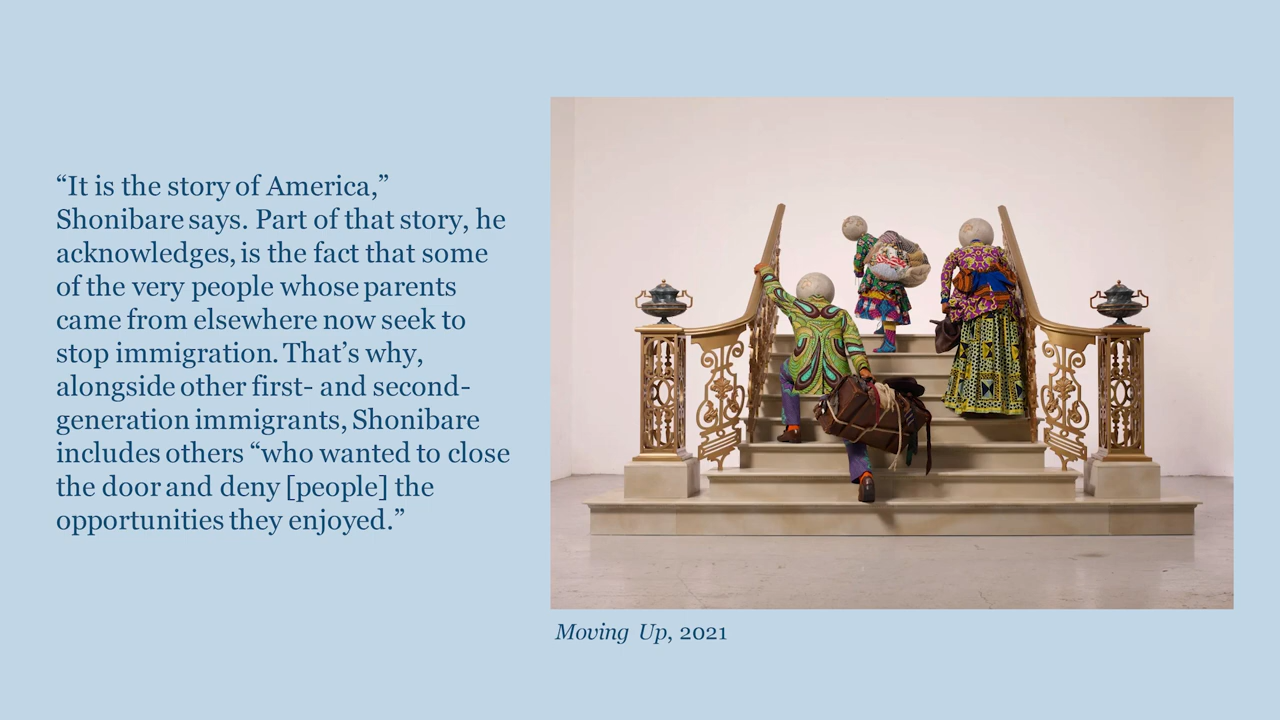 “It is the story of America,”
Shonibare says. Part of that story, he
acknowledges, is the fact that some
of the very people whose parents
came from elsewhere now seek to
stop immigration. That’s why,
alongside other first- and second-
generation immigrants, Shonibare
includes others “who wanted to close
the door and deny [people] the
opportunities they enjoyed.”
Moving Up, 2021